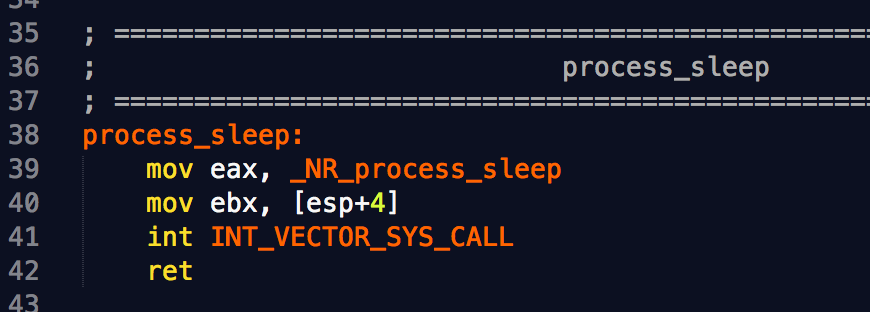 35 ; ===============================================
36 ; process_sleep
37 ; ===============================================
38 process_sleep:
39 mov eax, _NR_process_sleep
40 mov ebx, [esp+4]
41 int INT_VECTOR_SYS_CALL
42 ret
43